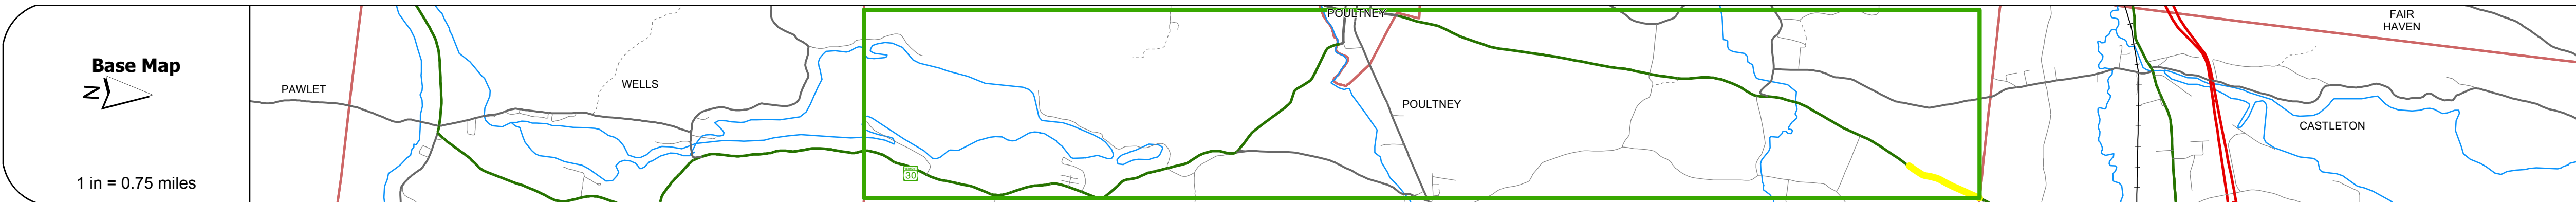 Base Map
N
1 in = 0.75 miles
PAWLET
WELLS
30
POULTNEY
POULTNEY
FAIR
HAVEN
CASTLETON